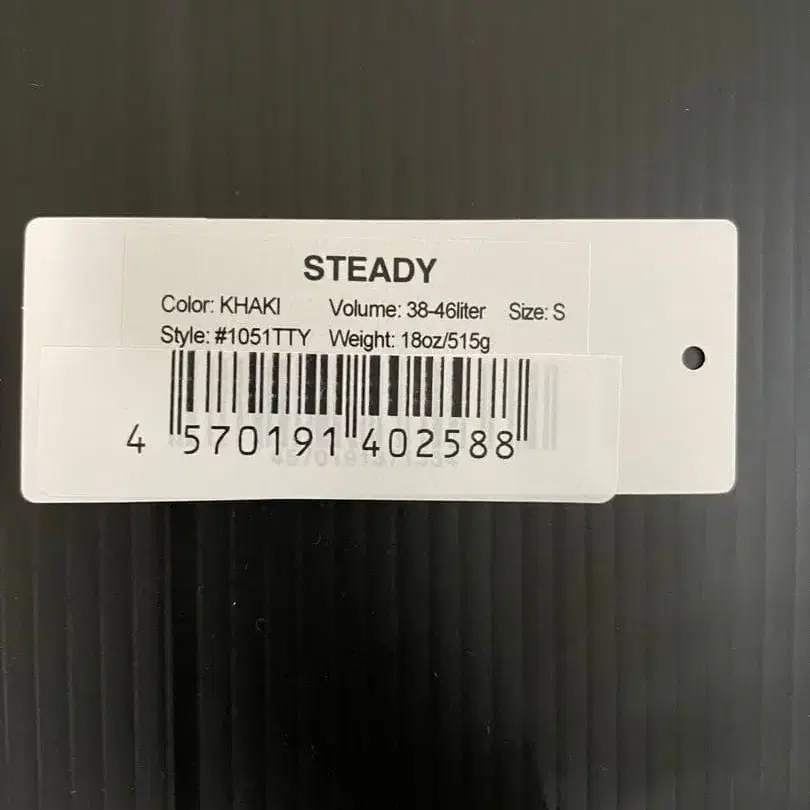 STEADY
Color: KHAKI Volume: 38-46liter Size: S
Style: #1051TTY Weight: 18oz/515g
4 570191 402588